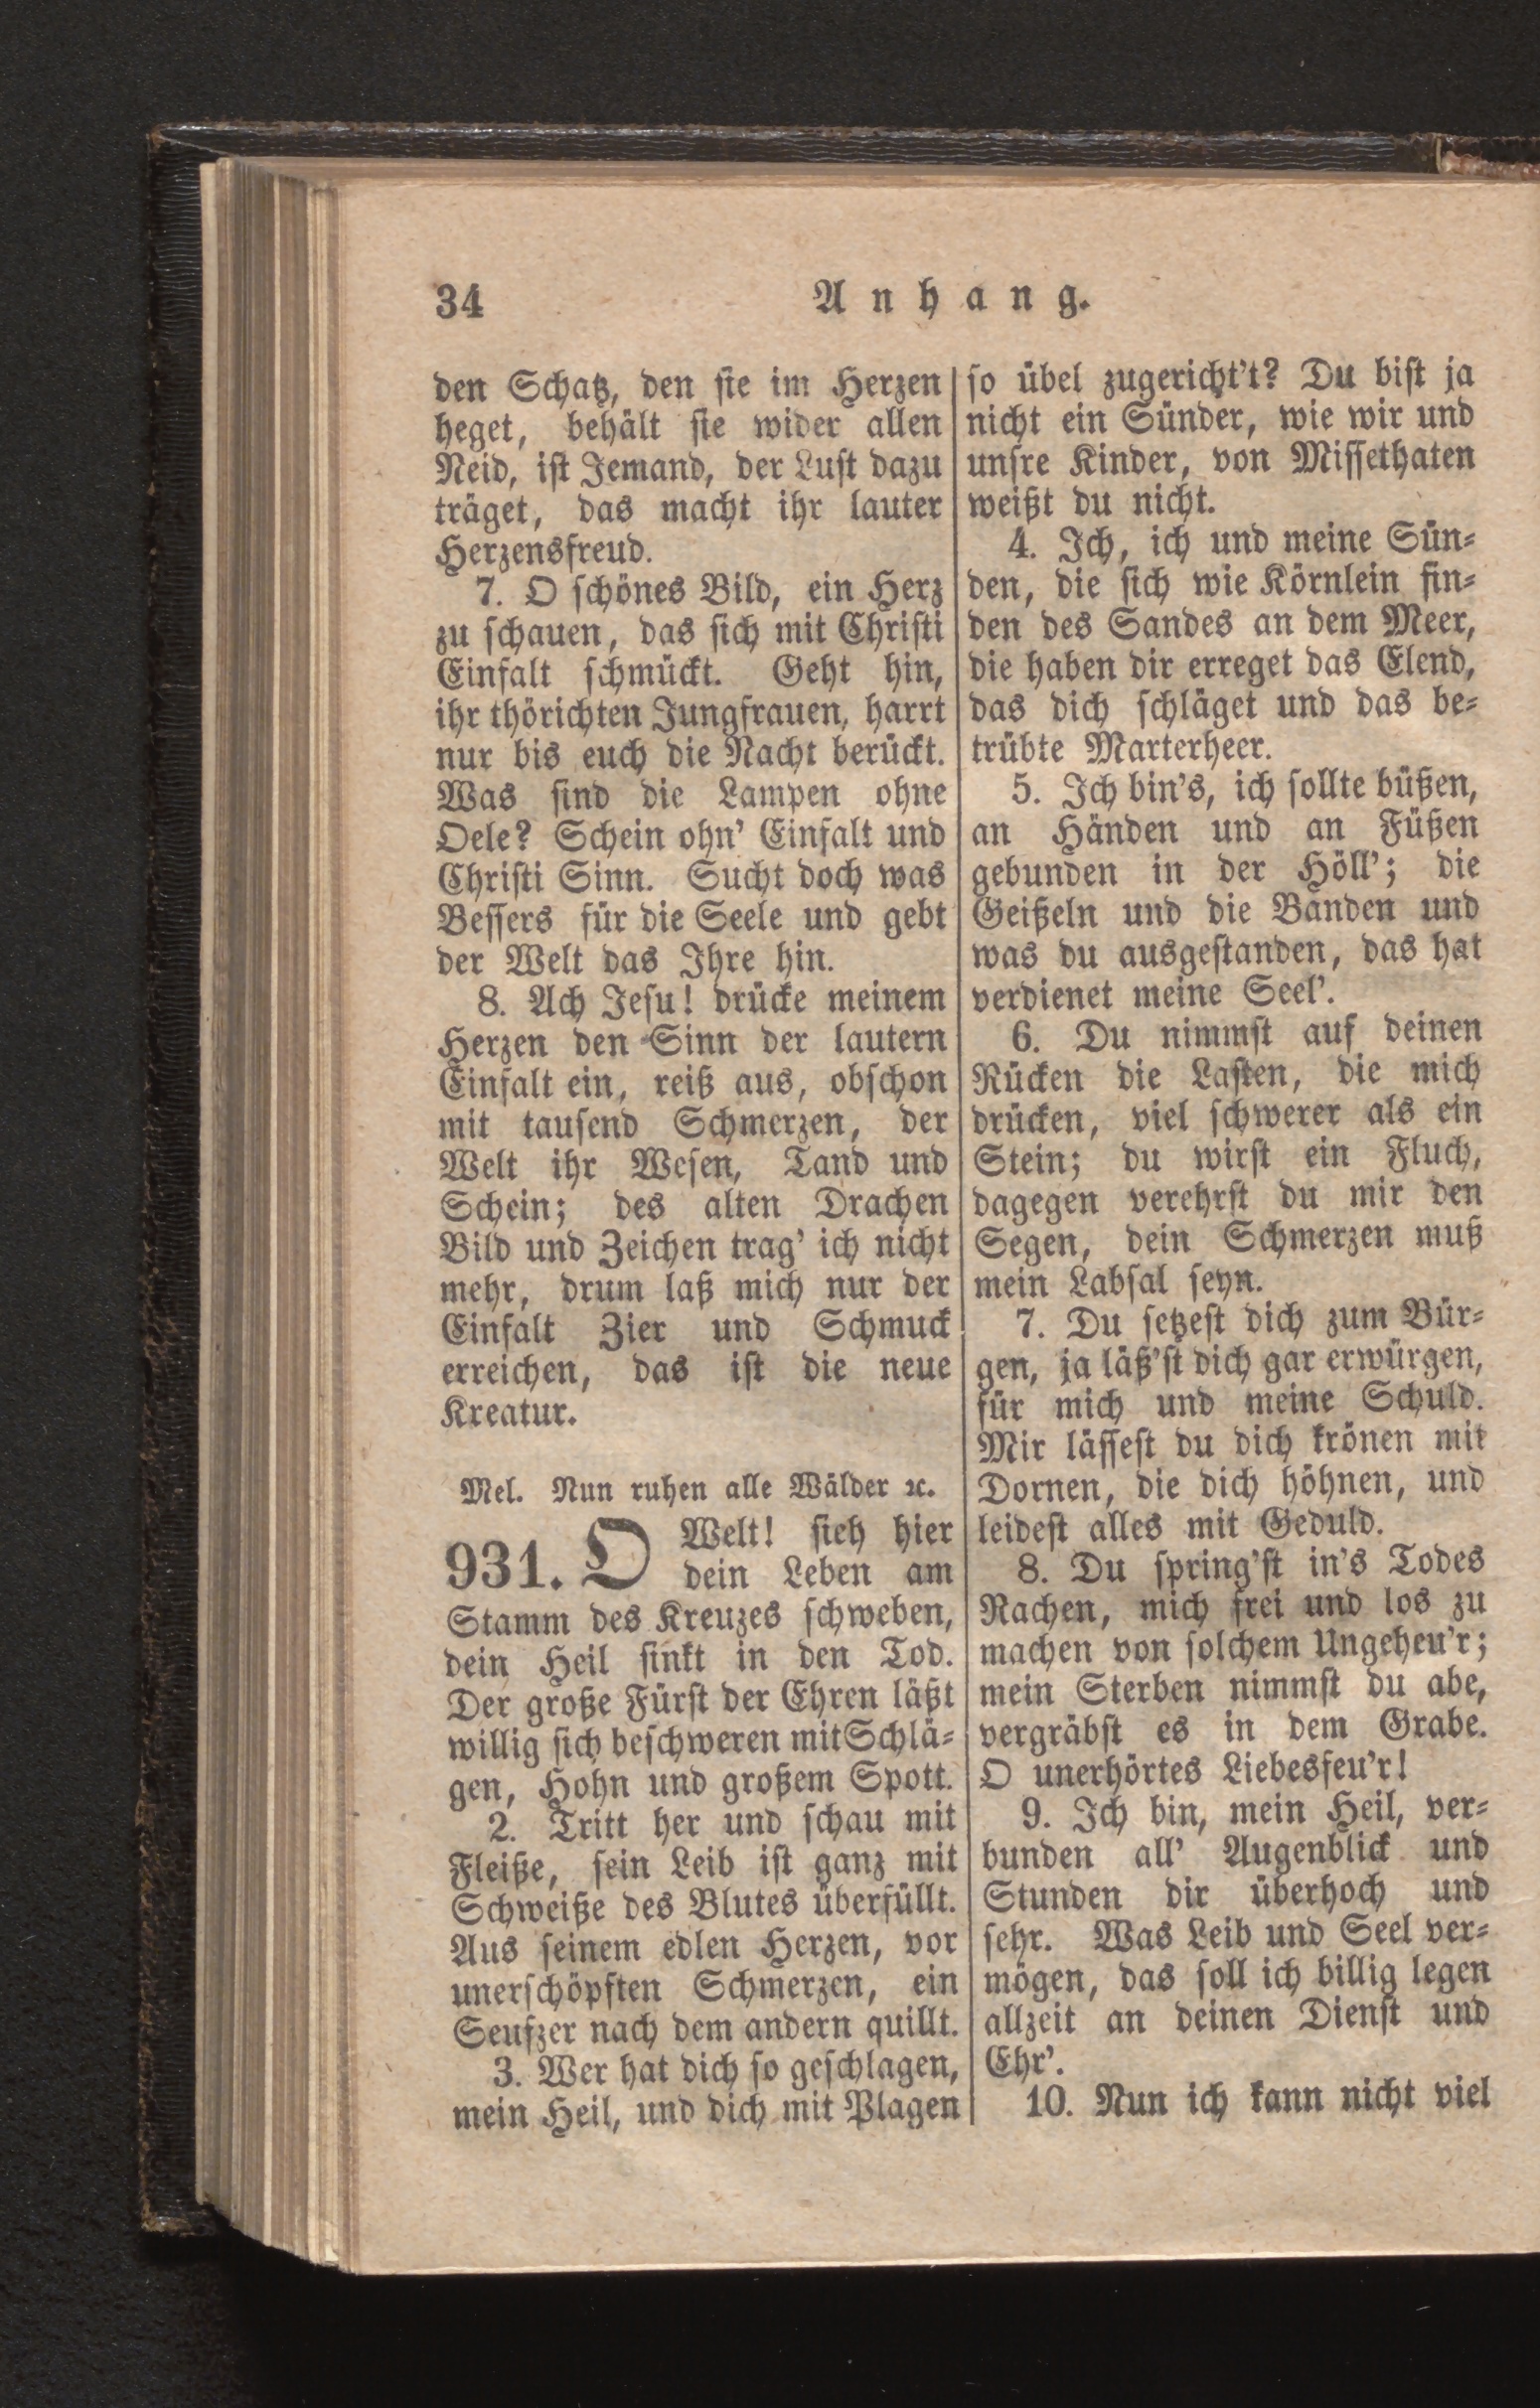 34
Anhang.
den Schatz, den sie im Herzen
heget, behält sie wider allen
Neid, ist Jemand, der Lust dazu
träget, das macht ihr lauter
Herzensfreud.
7. O schönes Bild, ein Herz
zu schauen, das sich mit Christi
Einfalt schmückt. Geht hin,
ihr thörichten Jungfrauen, harrt
nur bis euch die Nacht berückt.
Was sind die Lampen ohne
Oele? Schein ohn' Einfalt und
Christi Sinn. Sucht doch was
Bessers für die Seele und gebt
der Welt das Ihre hin.
8. Ach Jesu! drücke meinem
Herzen den Sinn der lautern
Einfalt ein, reiß aus, obschon
mit tausend Schmerzen, der
Welt ihr Wesen, Tand und
Schein; des alten Drachen
Bild und Zeichen trag' ich nicht
mehr, drum laß mich nur der
Einfalt Zier und Schmuck
erreichen, das ist die neue
Kreatur.
Mel. Nun ruhen alle Wälder ꝛc.
931. O Welt! sieh hier
dein Leben am
Stamm des Kreuzes schweben,
dein Heil sinkt in den Tod.
Der große Fürst der Ehren läßt
willig sich beschweren mit Schlä-
gen, Hohn und großem Spott.
2. Tritt her und schau mit
Fleiße, sein Leib ist ganz mit
Schweiße des Blutes überfüllt.
Aus seinem edlen Herzen, vor
unerschöpften Schmerzen, ein
Seufzer nach dem andern quillt.
3. Wer hat dich so geschlagen,
mein Heil, und dich mit Plagen
so übel zugericht't? Du bist ja
nicht ein Sünder, wie wir und
unsre Kinder, von Missethaten
weißt du nicht.
4. Ich, ich und meine Sün-
den, die sich wie Körnlein fin-
den des Sandes an dem Meer,
die haben dir erreget das Elend,
das dich schläget und das be-
trübte Marterheer.
5. Ich bin's, ich sollte büßen,
an Händen und an Füßen
gebunden in der Höll'; die
Geißeln und die Banden und
was du ausgestanden, das hat
verdienet meine Seel'.
6. Du nimmst auf deinen
Rücken die Lasten, die mich
drücken, viel schwerer als ein
Stein; du wirst ein Fluch,
dagegen verehrst du mir den
Segen, dein Schmerzen muß
mein Labsal seyn.
7. Du setzest dich zum Bür-
gen, ja läß'st dich gar erwürgen,
für mich und meine Schuld.
Mir lässest du dich krönen mit
Dornen, die dich höhnen, und
leidest alles mit Geduld.
8. Du spring'st in's Todes
Rachen, mich frei und los zu
machen von solchem Ungeheu'r;
mein Sterben nimmst du abe,
vergräbst es in dem Grabe.
O unerhörtes Liebesfeu'r!
9. Ich bin, mein Heil, ver-
bunden all' Augenblick und
Stunden dir überhoch und
sehr. Was Leib und Seel ver-
mögen, das soll ich billig legen
allzeit an deinen Dienst und
Ehr'.
10. Nun ich kann nicht viel